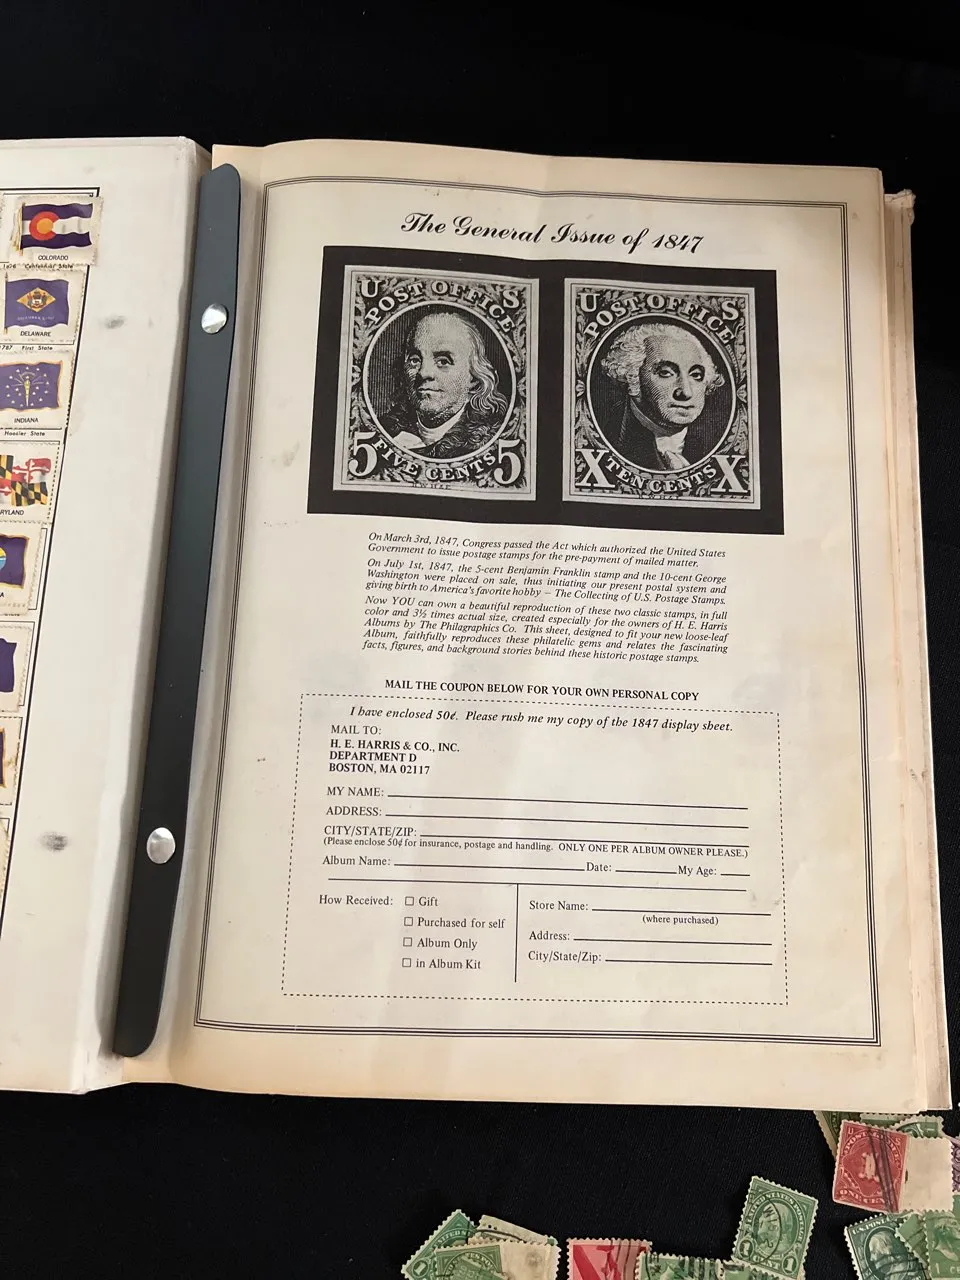 COLORADO
1876 Centennial State
DELAWARE
1787 First State
INDIANA
Hoosier State
The General Issue of 1847
U S
POST OFFICE
5 FIVE CENTS 5
U S
POST OFFICE
X TEN CENTS X
On March 3rd, 1847, Congress passed the Act which authorized the United States
Government to issue postage stamps for the pre-payment of mailed matter.
On July 1st, 1847, the 5-cent Benjamin Franklin stamp and the 10-cent George
Washington were placed on sale, thus initiating our present postal system and
giving birth to America's favorite hobby — The Collecting of U.S. Postage Stamps.
Now YOU can own a beautiful reproduction of these two classic stamps, in full
color and 3½ times actual size, created especially for the owners of H. E. Harris
Albums by The Philagraphics Co. This sheet, designed to fit your new loose-leaf
Album, faithfully reproduces these philatelic gems and relates the fascinating
facts, figures, and background stories behind these historic postage stamps.
MAIL THE COUPON BELOW FOR YOUR OWN PERSONAL COPY
I have enclosed 50¢. Please rush me my copy of the 1847 display sheet.
MAIL TO:
H. E. HARRIS & CO., INC.
DEPARTMENT D
BOSTON, MA 02117
MY NAME:
ADDRESS:
CITY/STATE/ZIP:
(Please enclose 50¢ for insurance, postage and handling. ONLY ONE PER ALBUM OWNER PLEASE.)
Album Name: Date: My Age:
How Received: □ Gift
□ Purchased for self
□ Album Only
□ in Album Kit
Store Name:
(where purchased)
Address:
City/State/Zip: